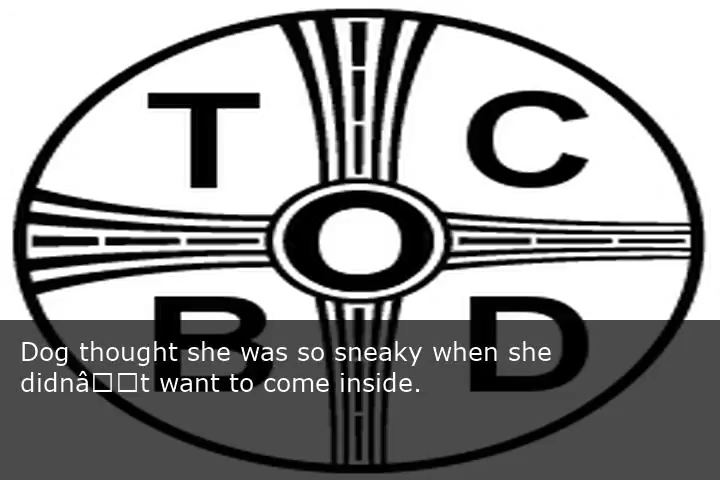 T C
O
B D
Dog thought she was so sneaky when she
didnâ□□t want to come inside.